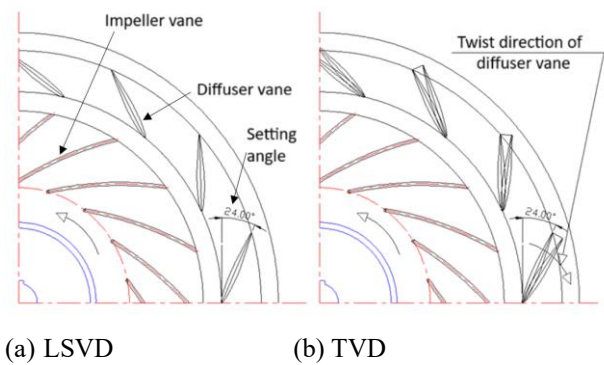 Impeller vane
Diffuser vane
Setting
angle
24.00°
Twist direction of
diffuser vane
24.00°
(a) LSVD
(b) TVD